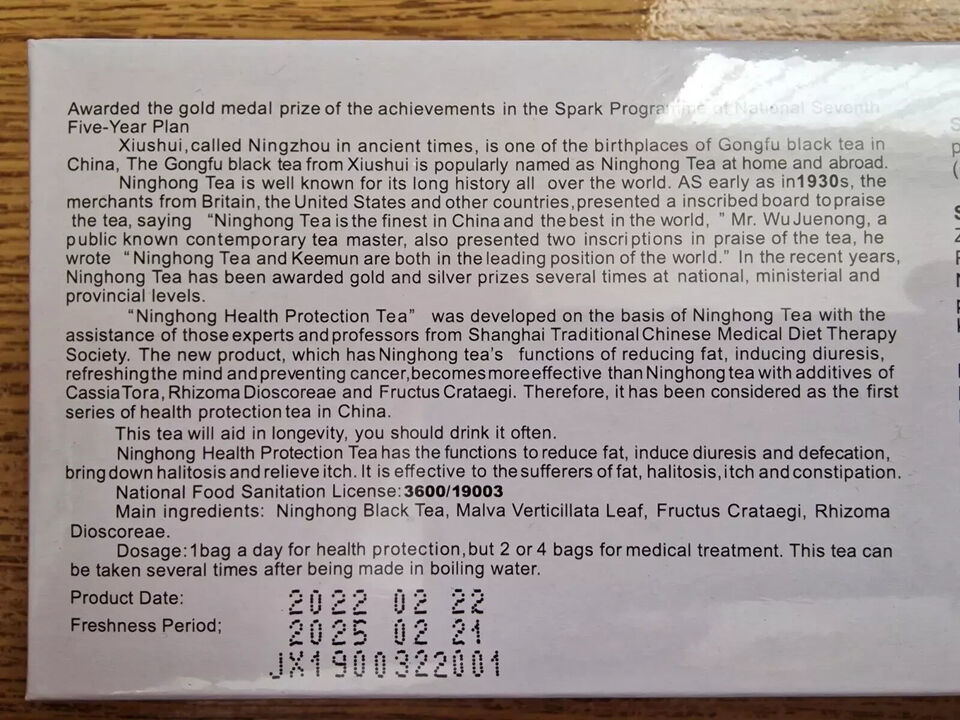 Awarded the gold medal prize of the achievements in the Spark Programme at National Seventh
Five-Year Plan
Xiushui,called Ningzhou in ancient times, is one of the birthplaces of Gongfu black tea in
China, The Gongfu black tea from Xiushui is popularly named as Ninghong Tea at home and abroad.
Ninghong Tea is well known for its long history all over the world. AS early as in1930s, the
merchants from Britain, the United States and other countries,presented a inscribed board to praise
the tea, saying “Ninghong Tea is the finest in China and the best in the world, ” Mr. Wu Juenong, a
public known contemporary tea master, also presented two inscriptions in praise of the tea, he
wrote “Ninghong Tea and Keemun are both in the leading position of the world.” In the recent years,
Ninghong Tea has been awarded gold and silver prizes several times at national, ministerial and
provincial levels.
“Ninghong Health Protection Tea” was developed on the basis of Ninghong Tea with the
assistance of those experts and professors from Shanghai Traditional Chinese Medical Diet Therapy
Society. The new product, which has Ninghong tea’s functions of reducing fat, inducing diuresis,
refreshing the mind and preventing cancer,becomes more effective than Ninghong tea with additives of
Cassia Tora, Rhizoma Dioscoreae and Fructus Crataegi. Therefore, it has been considered as the first
series of health protection tea in China.
This tea will aid in longevity, you should drink it often.
Ninghong Health Protection Tea has the functions to reduce fat, induce diuresis and defecation,
bring down halitosis and relieve itch. It is effective to the sufferers of fat, halitosis, itch and constipation.
National Food Sanitation License:3600/19003
Main ingredients: Ninghong Black Tea, Malva Verticillata Leaf, Fructus Crataegi, Rhizoma
Dioscoreae.
Dosage:1bag a day for health protection,but 2 or 4 bags for medical treatment. This tea can
be taken several times after being made in boiling water.
Product Date: 2022 02 22
Freshness Period; 2025 02 21
JX1900322001